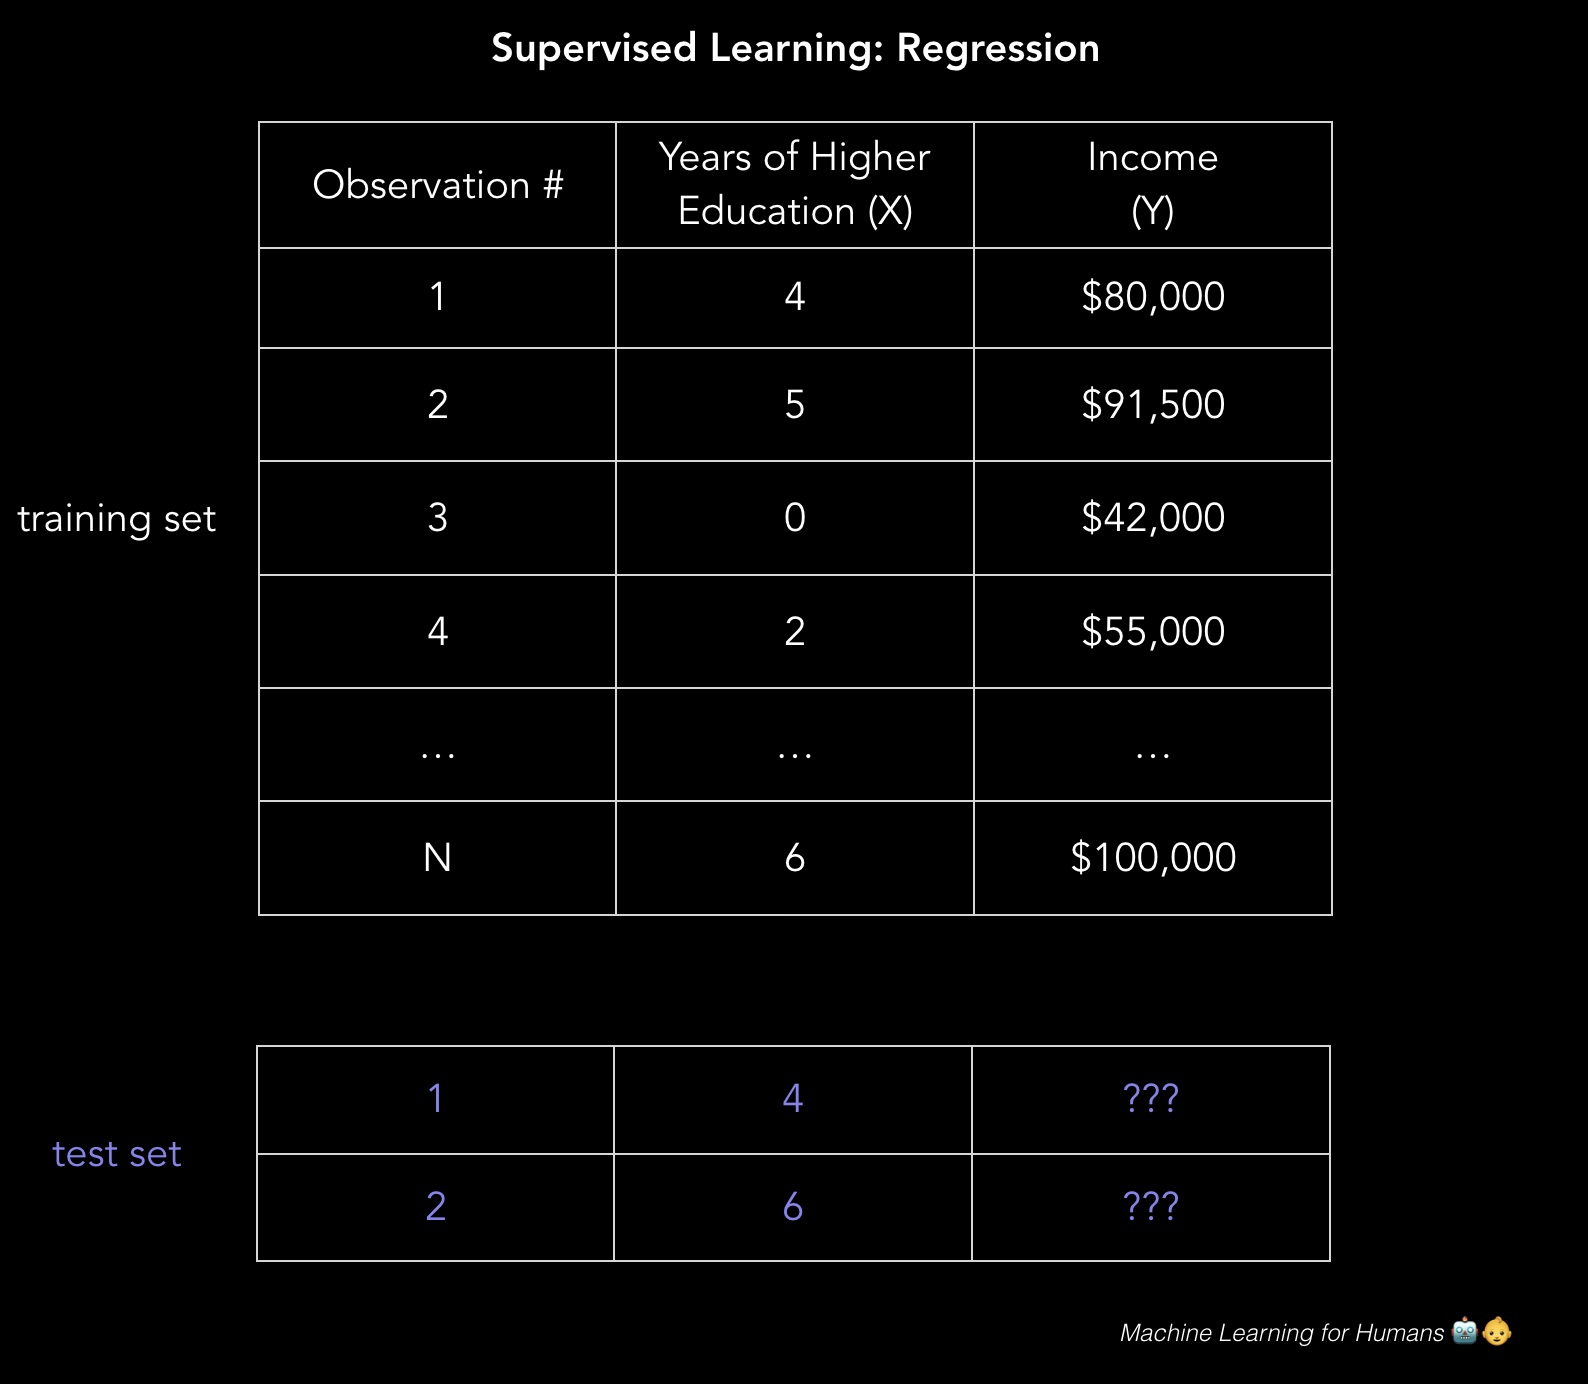 Supervised Learning: Regression
Observation # Years of Higher Education (X) Income (Y)
1 4 $80,000
2 5 $91,500
training set 3 0 $42,000
4 2 $55,000
... ... ...
N 6 $100,000
1 4 ???
test set
2 6 ???
Machine Learning for Humans 🤖👶